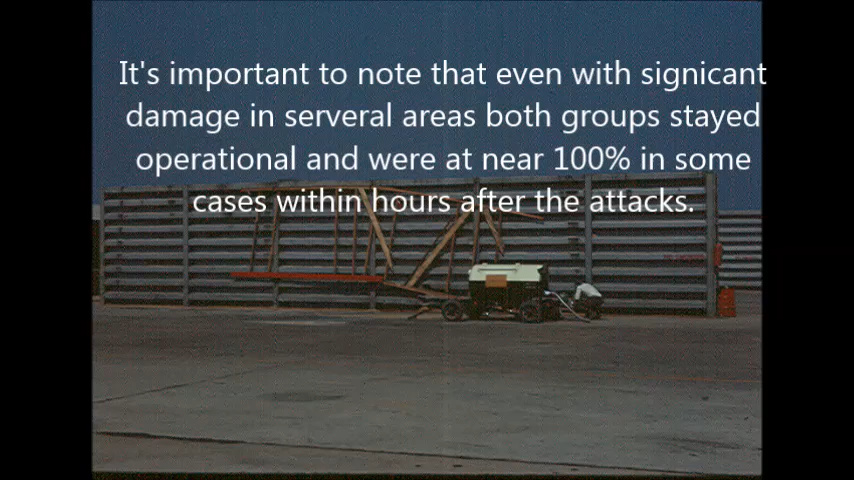 It's important to note that even with signicant
damage in serveral areas both groups stayed
operational and were at near 100% in some
cases within hours after the attacks.